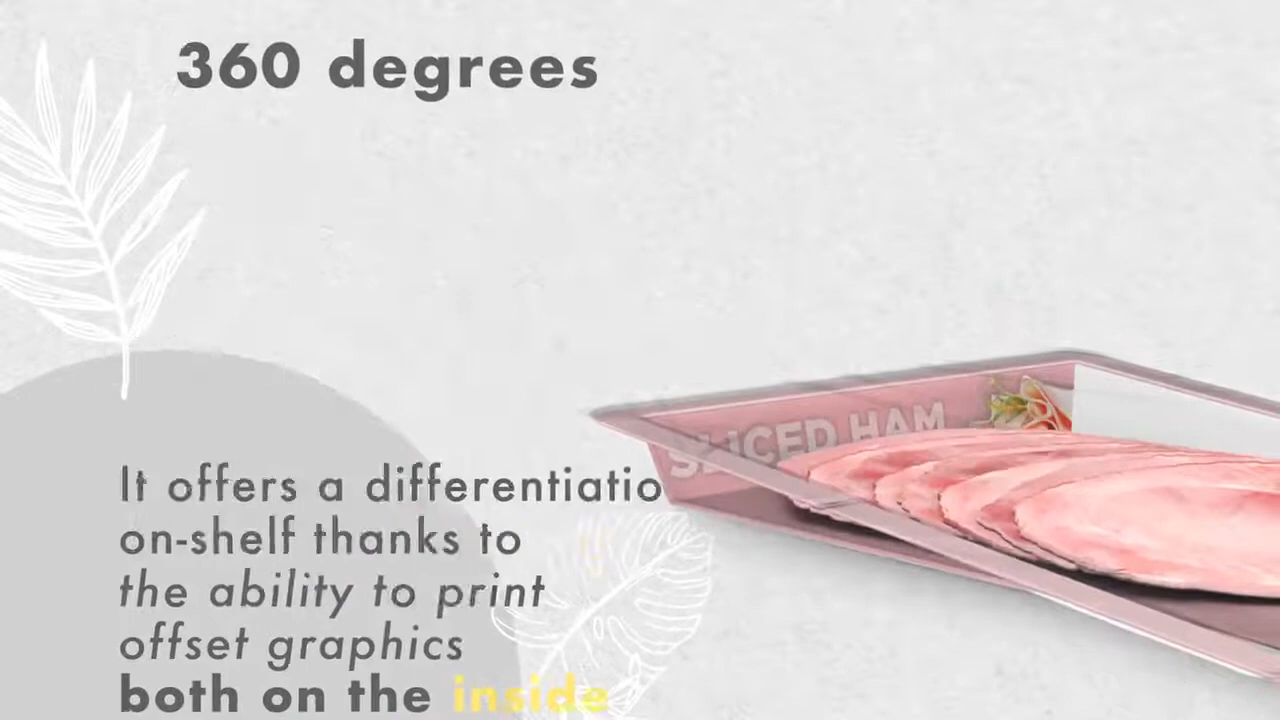 360 degrees
SLICED HAM
It offers a differentiatio
on-shelf thanks to
the ability to print
offset graphics
both on the inside